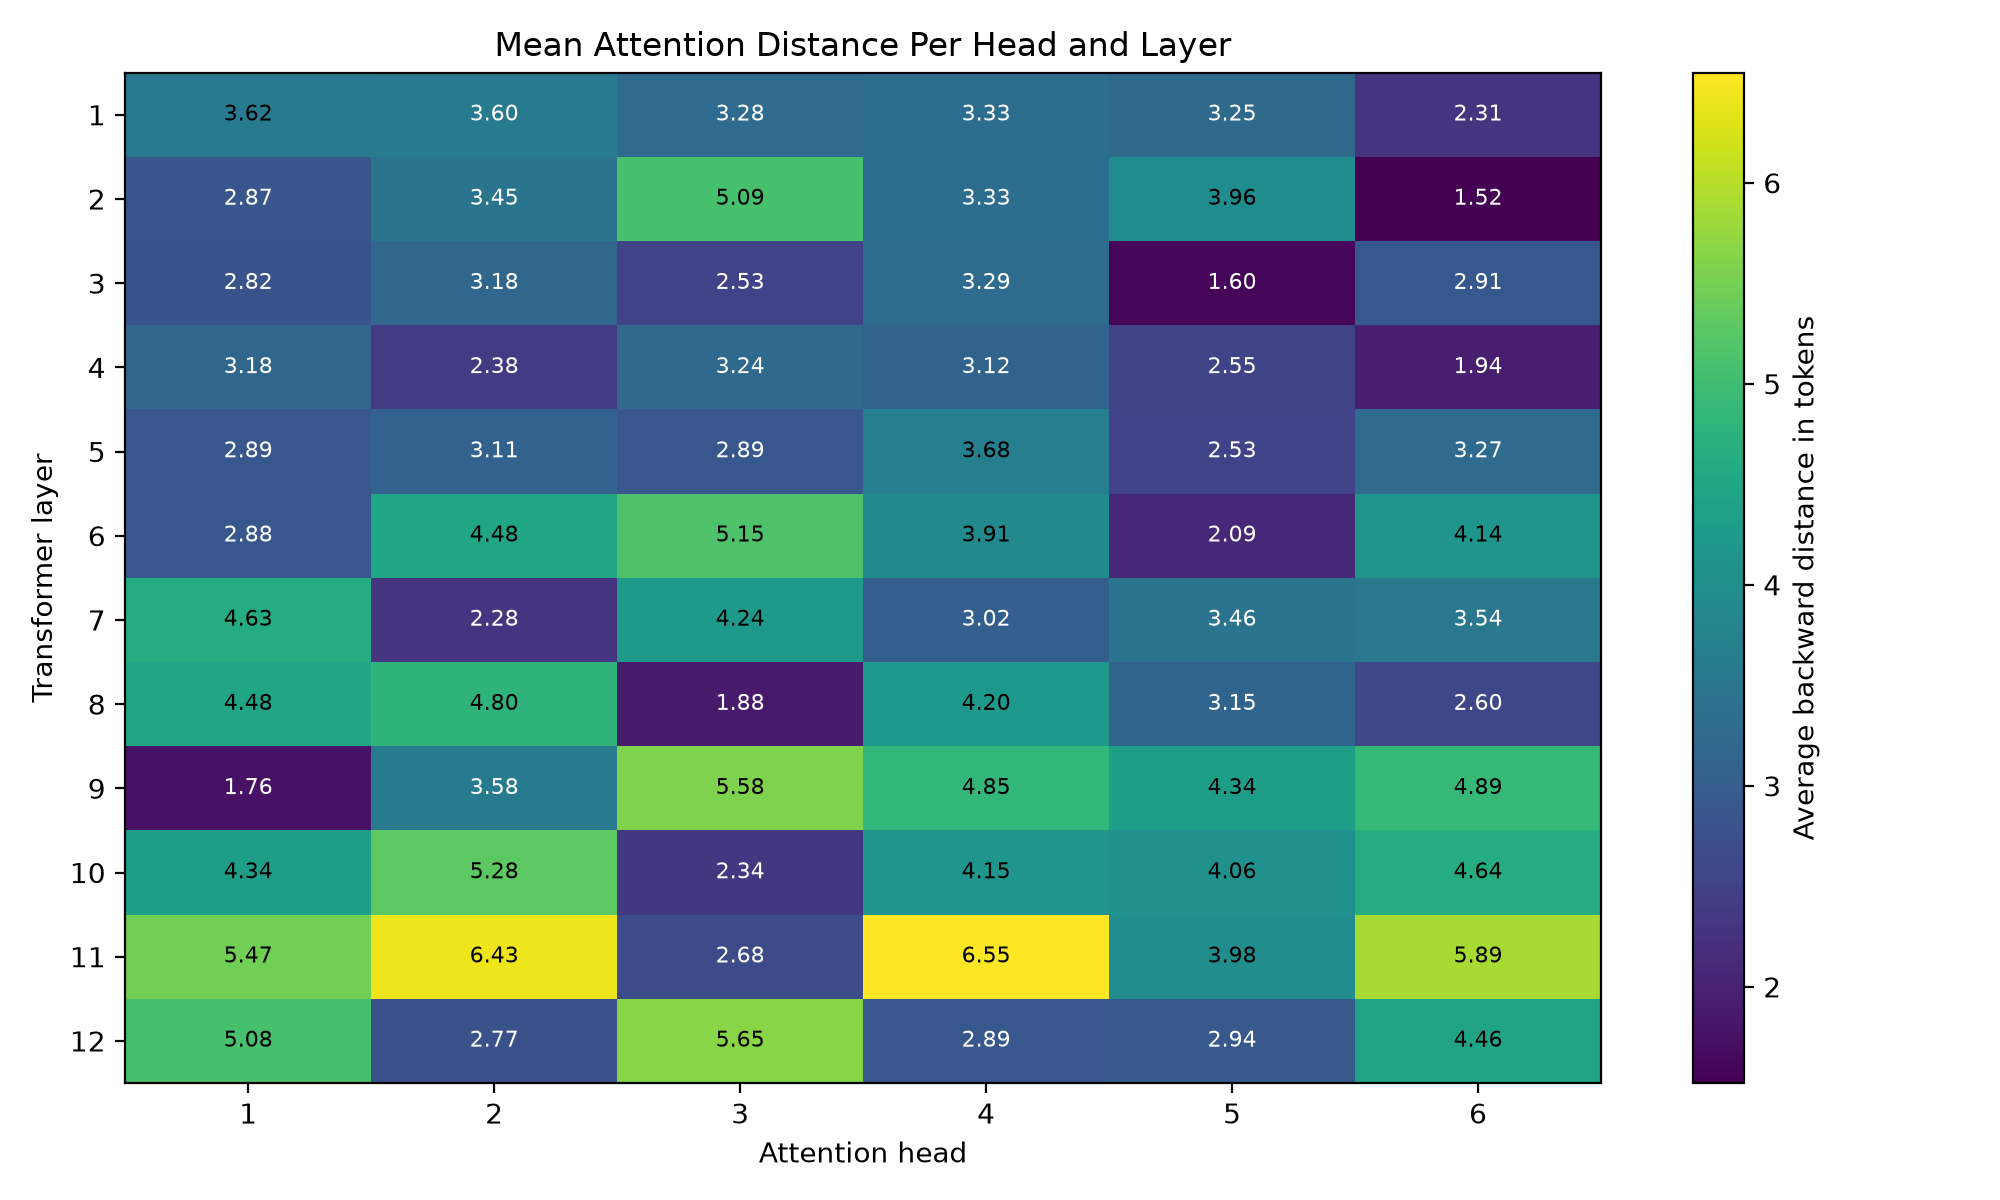 Mean Attention Distance Per Head and Layer
1 3.62 3.60 3.28 3.33 3.25 2.31
2 2.87 3.45 5.09 3.33 3.96 1.52
3 2.82 3.18 2.53 3.29 1.60 2.91
4 3.18 2.38 3.24 3.12 2.55 1.94
5 2.89 3.11 2.89 3.68 2.53 3.27
6 2.88 4.48 5.15 3.91 2.09 4.14
7 4.63 2.28 4.24 3.02 3.46 3.54
8 4.48 4.80 1.88 4.20 3.15 2.60
9 1.76 3.58 5.58 4.85 4.34 4.89
10 4.34 5.28 2.34 4.15 4.06 4.64
11 5.47 6.43 2.68 6.55 3.98 5.89
12 5.08 2.77 5.65 2.89 2.94 4.46
1 2 3 4 5 6
Attention head
Transformer layer
6
5
4
3
2
Average backward distance in tokens